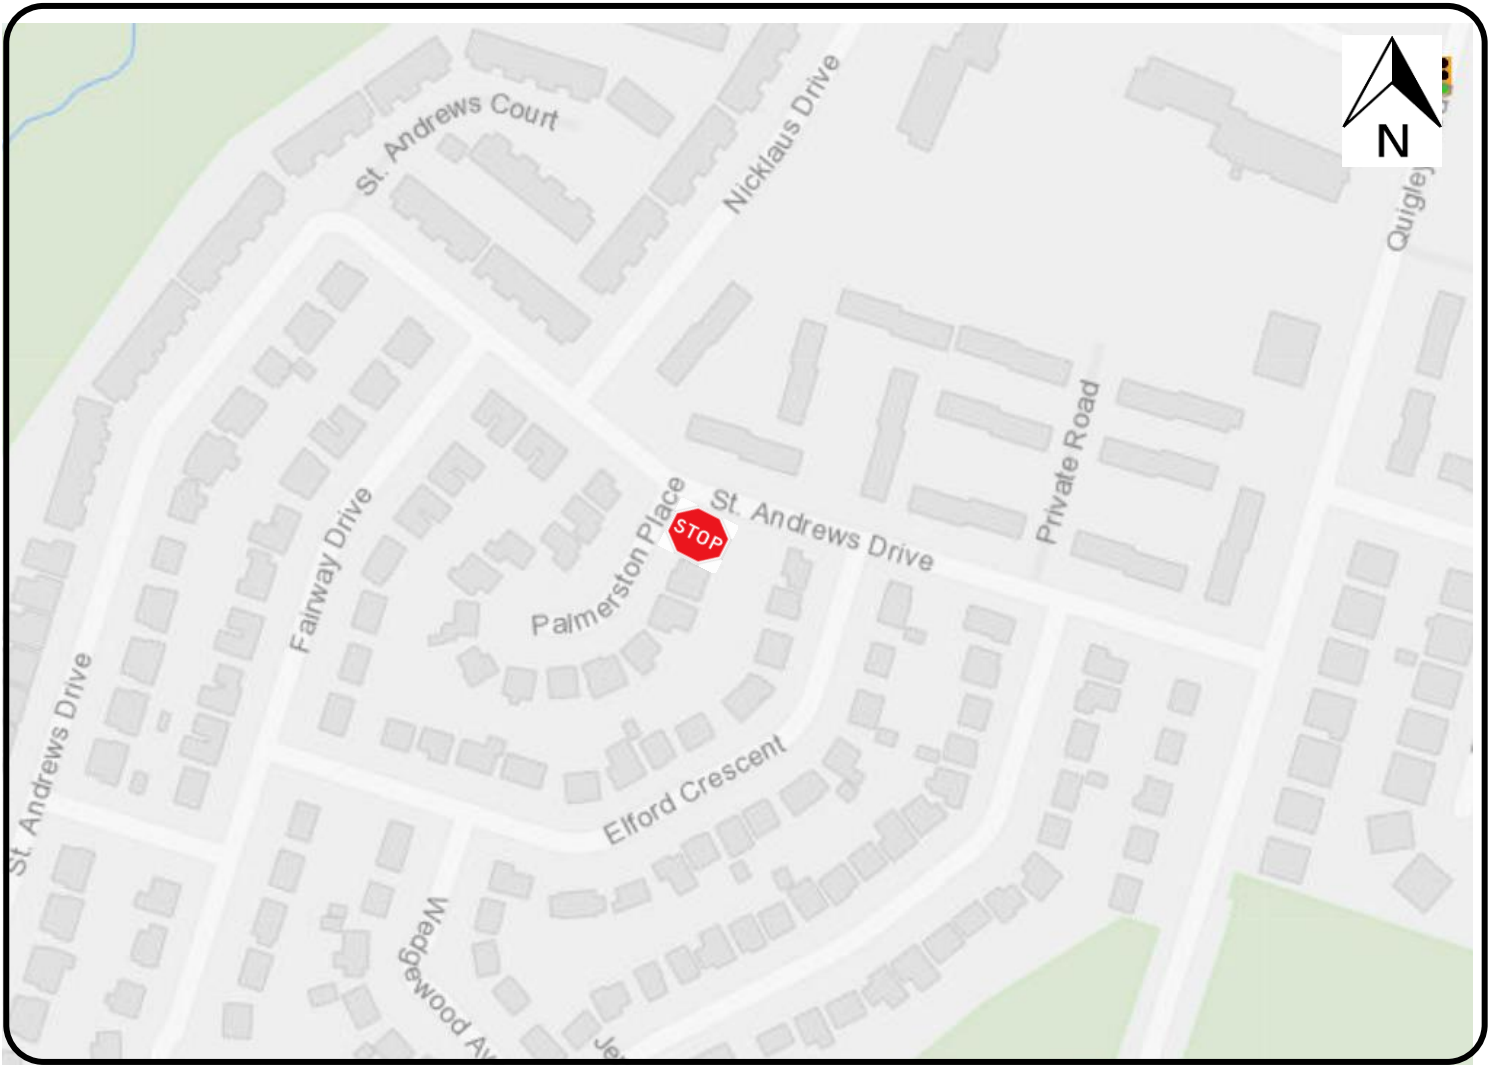 St. Andrews Court
Nicklaus Drive
N
Quigley
Private Road
St. Andrews Drive
Palmerston Place
STOP
Fairway Drive
St. Andrews Drive
Elford Crescent
Wedgewood Av
Je